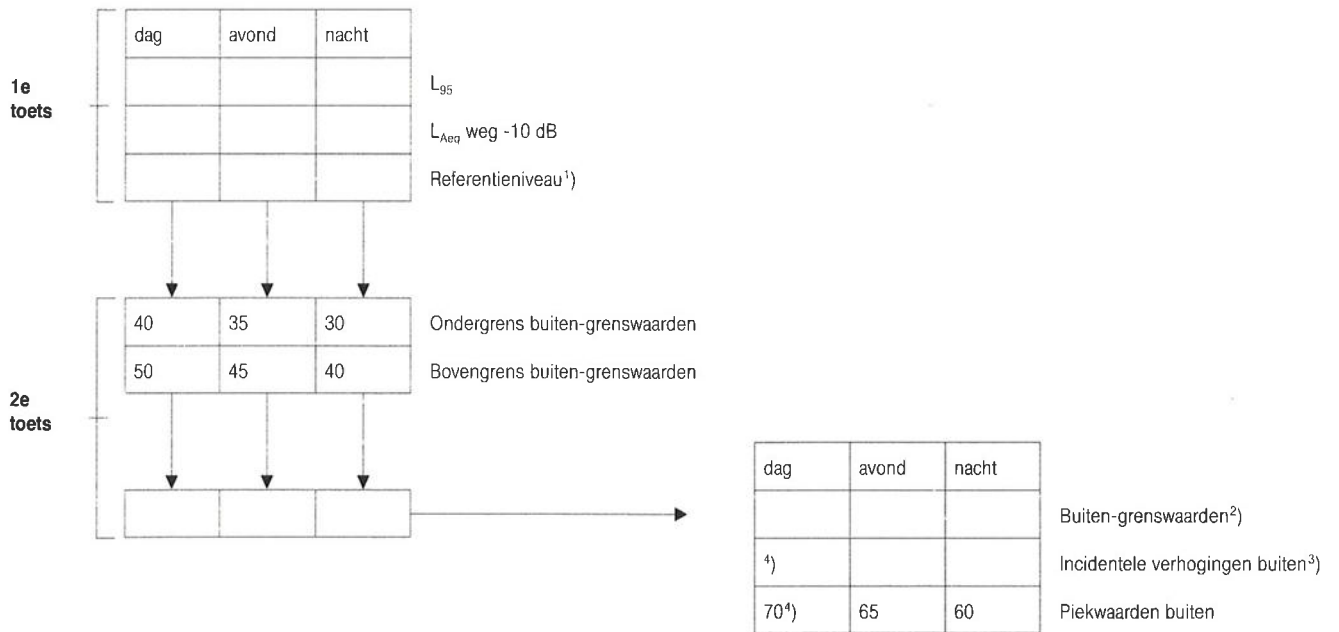 dag avond nacht
1e
toets
L95
LAeq weg -10 dB
Referentieniveau¹)
40 35 30 Ondergrens buiten-grenswaarden
50 45 40 Bovengrens buiten-grenswaarden
2e
toets
dag avond nacht
Buiten-grenswaarden²)
⁴) Incidentele verhogingen buiten³)
70⁴) 65 60 Piekwaarden buiten